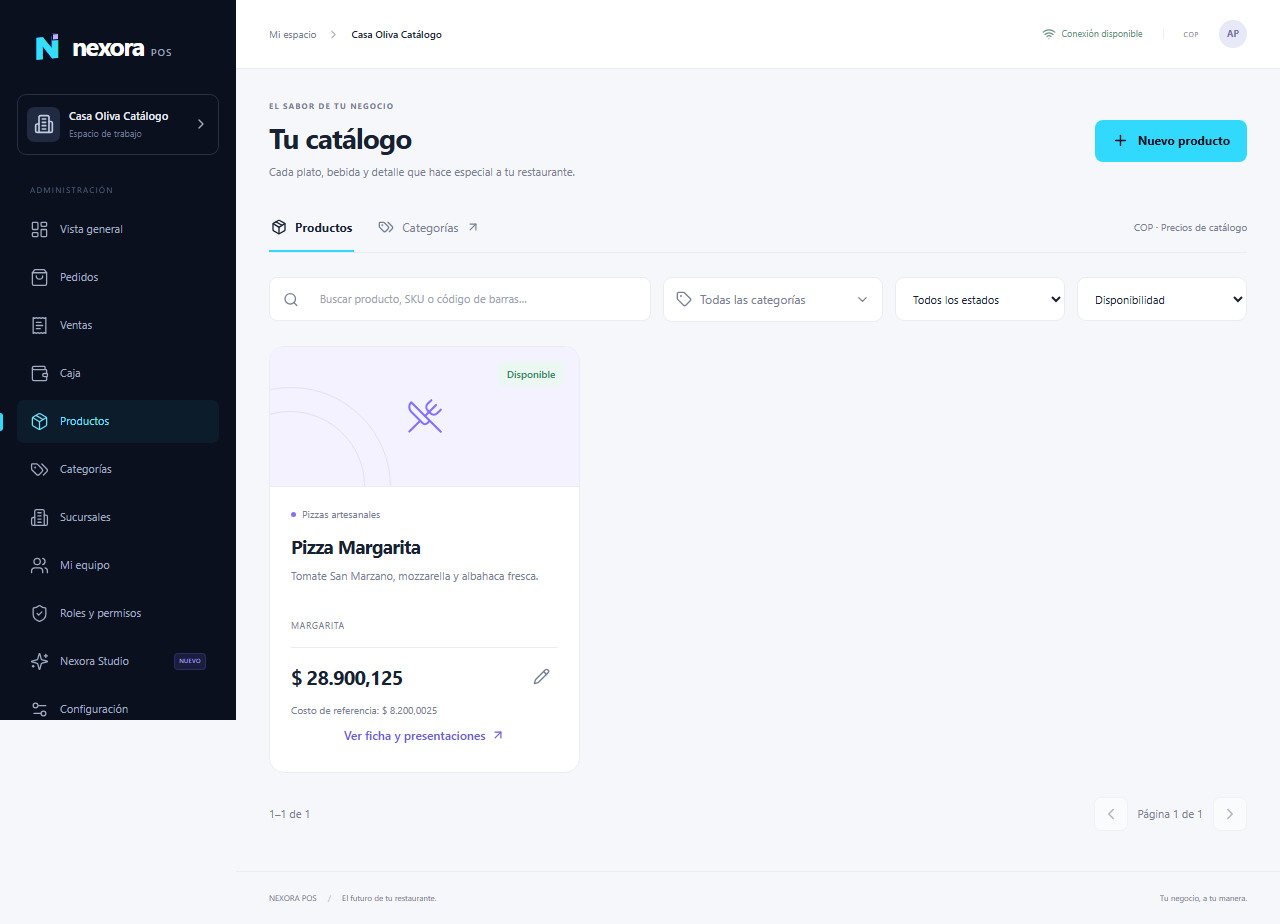 nexora POS
Mi espacio
Casa Oliva Catálogo
Conexión disponible
COP
AP
Casa Oliva Catálogo
Espacio de trabajo
ADMINISTRACIÓN
Vista general
Pedidos
Ventas
Caja
Productos
Categorías
Sucursales
Mi equipo
Roles y permisos
Nexora Studio
NUEVO
Configuración
EL SABOR DE TU NEGOCIO
Tu catálogo
Cada plato, bebida y detalle que hace especial a tu restaurante.
Nuevo producto
Productos
Categorías
COP · Precios de catálogo
Buscar producto, SKU o código de barras...
Todas las categorías
Todos los estados
Disponibilidad
Disponible
Pizzas artesanales
Pizza Margarita
Tomate San Marzano, mozzarella y albahaca fresca.
MARGARITA
$ 28.900,125
Costo de referencia: $ 8.200,0025
Ver ficha y presentaciones
1–1 de 1
Página 1 de 1
NEXORA POS / El futuro de tu restaurante.
Tu negocio, a tu manera.